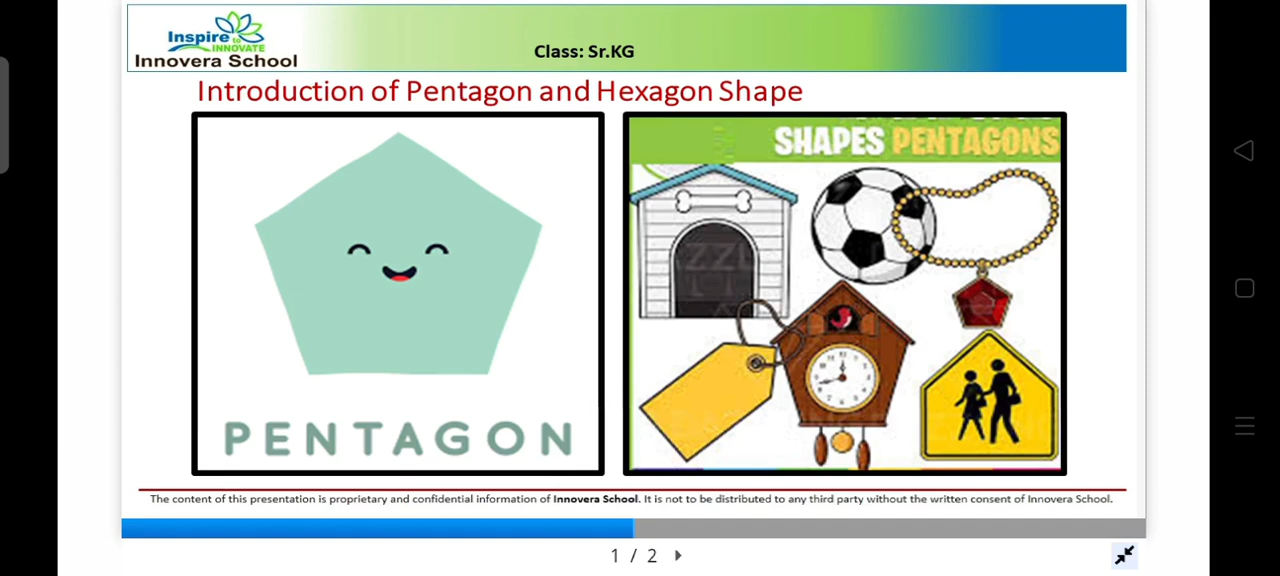 Inspire
to
INNOVATE
Innovera School
Class: Sr.KG
Introduction of Pentagon and Hexagon Shape
PENTAGON
SHAPES PENTAGONS
The content of this presentation is proprietary and confidential information of Innovera School. It is not to be distributed to any third party without the written consent of Innovera School.
1 / 2